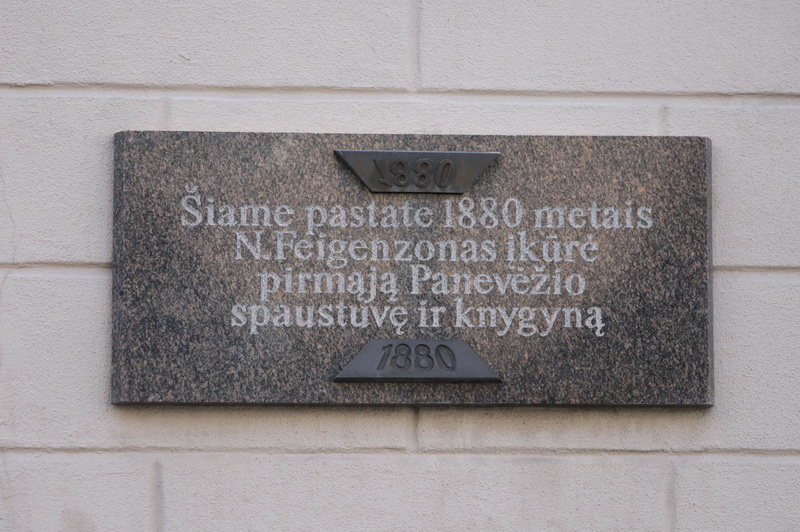 1880
Šiame pastate 1880 metais
N.Feigenzonas įkūrė
pirmąją Panevėžio
spaustuvę ir knygyną
1880